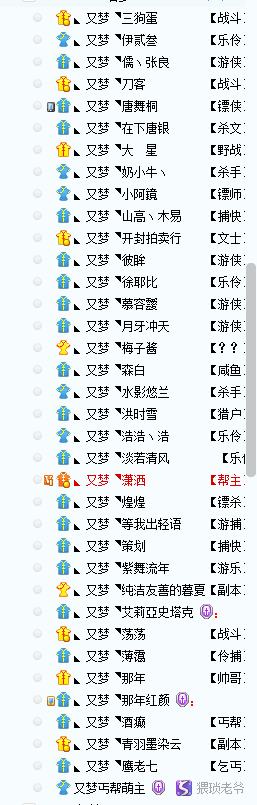 又梦◥三狗蛋 【战斗
又梦◥伊贰叁 【乐伶
又梦◥儒丶张良 【游侠
又梦◥刀客 【战斗
又梦◥唐舞桐 【镖侠
又梦◥在下唐银 【杀文
又梦◥大 星 【野战
又梦◥奶小牛丶 【杀手
又梦◥小阿鏡 【镖师
又梦◥山高丶木易 【捕快
又梦◥开封拍卖行 【文士
又梦◥彼眸 【游侠
又梦◥徐耶比 【乐伶
又梦◥慕容靉 【游侠
又梦◥月牙冲天 【游侠
又梦◥梅子酱 【？？
又梦◥森白 【咸鱼
又梦◥水影悠兰 【杀手
又梦◥洪时雪 【猎户
又梦◥浩浩丶浩 【乐伶
又梦◥淡若清风 【乐伶
又梦◥潇洒 【帮主
又梦◥煌煌 【镖杀
又梦◥等我出轻语 【游捕
又梦◥策划 【捕快
又梦◥紫舞流年 【游乐
又梦◥纯洁友善的暮夏【副本
又梦◥艾莉亞史塔克
又梦◥荡荡 【战斗
又梦◥薄霭 【伶捕
又梦◥那年 【帅哥
又梦◥那年红颜
又梦◥酒癫 【丐帮
又梦◥青羽墨染云 【副本
又梦◥鹰老七 【乞丐
又梦丐帮萌主 猥琐老爷